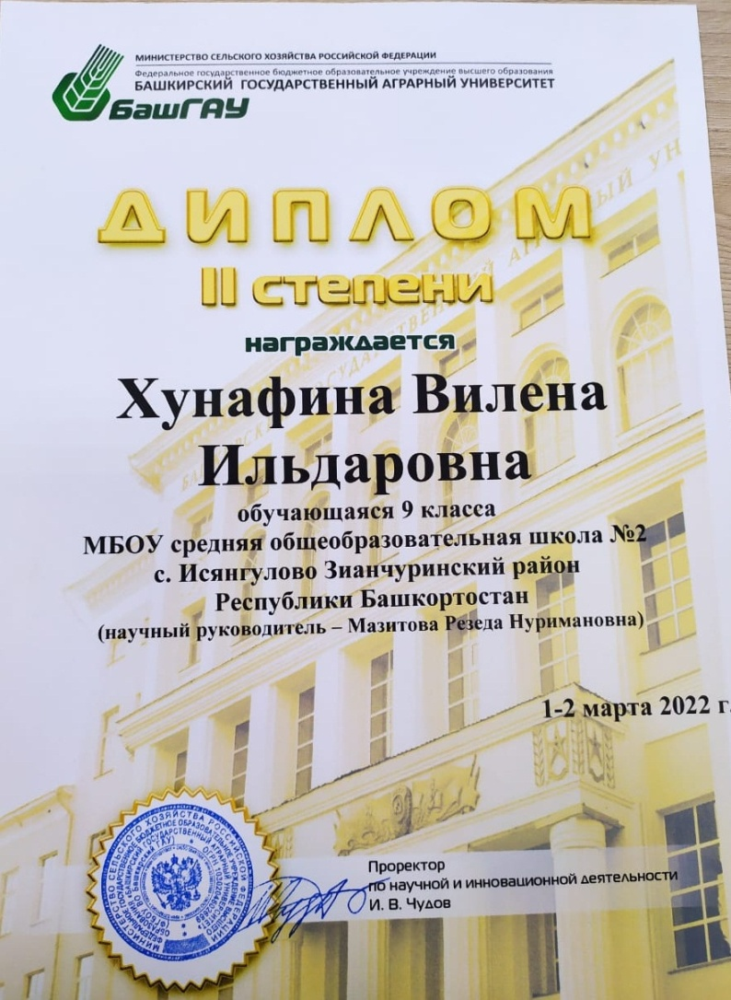 МИНИСТЕРСТВО СЕЛЬСКОГО ХОЗЯЙСТВА РОССИЙСКОЙ ФЕДЕРАЦИИ
Федеральное государственное бюджетное образовательное учреждение высшего образования
БАШКИРСКИЙ ГОСУДАРСТВЕННЫЙ АГРАРНЫЙ УНИВЕРСИТЕТ
БашГАУ
ДИПЛОМ
II степени
награждается
Хунафина Вилена
Ильдаровна
обучающаяся 9 класса
МБОУ средняя общеобразовательная школа №2
с. Исянгулово Зианчуринский район
Республики Башкортостан
(научный руководитель – Мазитова Резеда Нуримановна)
1-2 марта 2022 г.
Проректор
по научной и инновационной деятельности
И. В. Чудов